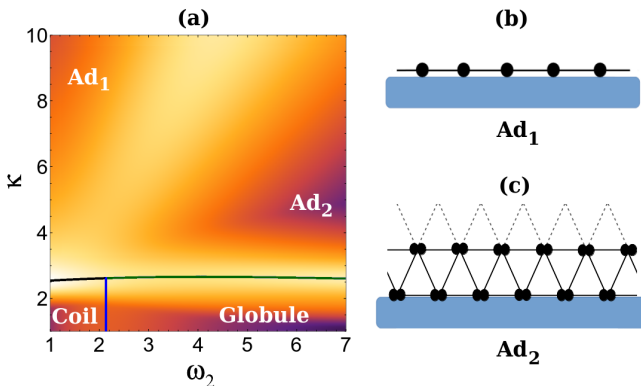 (a)
Ad₁
Ad₂
Coil
Globule
κ
10
8
6
4
2
1
2
3
4
5
6
7
ω₂
(b)
Ad₁
(c)
Ad₂